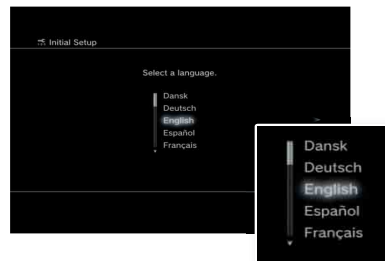 Initial Setup
Select a language.
Dansk
Deutsch
English
Español
Français
Dansk
Deutsch
English
Español
Français